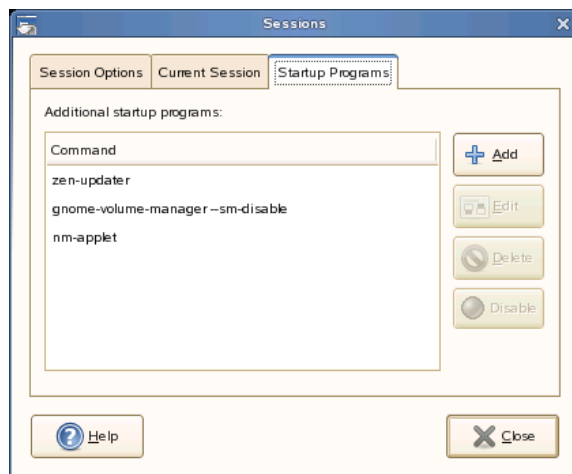 Sessions
Session Options
Current Session
Startup Programs
Additional startup programs:
Command
zen-updater
gnome-volume-manager --sm-disable
nm-applet
Add
Edit
Delete
Disable
Help
Close